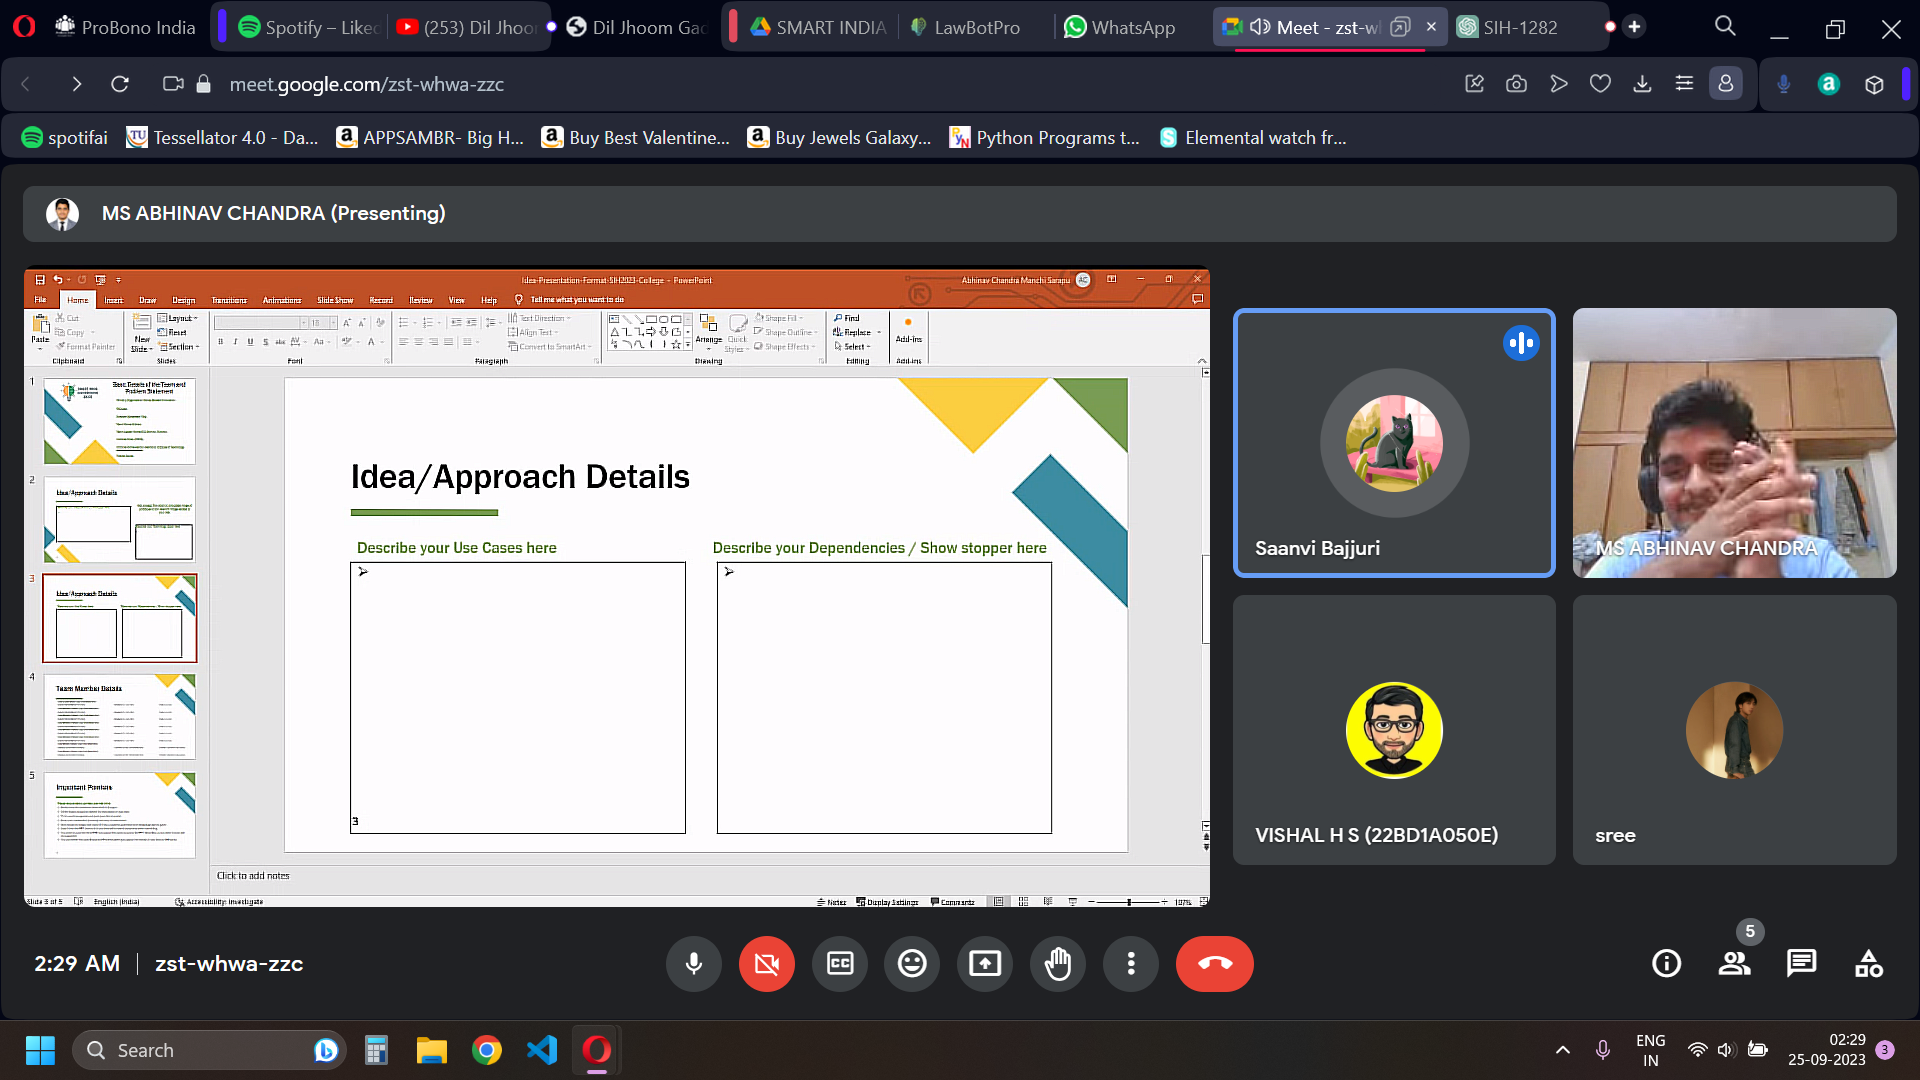 ProBono India
Spotify – Liked
(253) Dil Jhoor
Dil Jhoom Gad
SMART INDIA
LawBotPro
WhatsApp
Meet - zst-wh
SIH-1282
meet.google.com/zst-whwa-zzc
spotifai
Tessellator 4.0 - Da...
APPSAMBR- Big H...
Buy Best Valentine...
Buy Jewels Galaxy...
Python Programs t...
Elemental watch fr...
MS ABHINAV CHANDRA (Presenting)
Idea-Presentation-Format-SIH2023-College - PowerPoint
Abhinav Chandra Manchi Sarapu
File Home Insert Draw Design Transitions Animations Slide Show Record Review View Help Tell me what you want to do
Cut
Copy
Format Painter
Paste
Clipboard
New Slide
Layout
Reset
Section
Slides
Font
Text Direction
Align Text
Convert to SmartArt
Paragraph
Arrange
Quick Styles
Shape Fill
Shape Outline
Shape Effects
Drawing
Find
Replace
Select
Editing
Add-ins
Add-ins
1
2
Idea/Approach Details
3
Idea/Approach Details
4
Team Member Details
5
Important Pointers
Idea/Approach Details
Describe your Use Cases here
Describe your Dependencies / Show stopper here
3
Click to add notes
Slide 3 of 5
English (India)
Accessibility: Investigate
Notes
Display Settings
Comments
107%
Saanvi Bajjuri
MS ABHINAV CHANDRA
VISHAL H S (22BD1A050E)
sree
2:29 AM | zst-whwa-zzc
5
Search
ENG
IN
02:29
25-09-2023
3